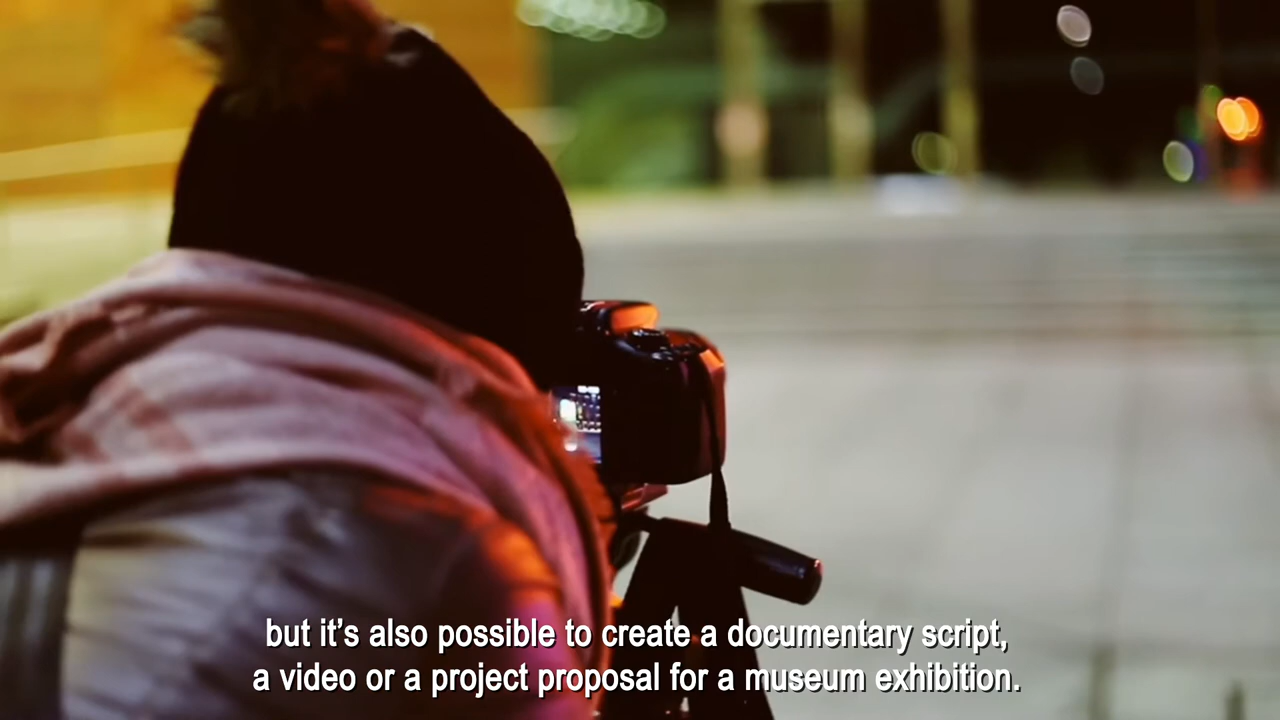 but it’s also possible to create a documentary script,
a video or a project proposal for a museum exhibition.